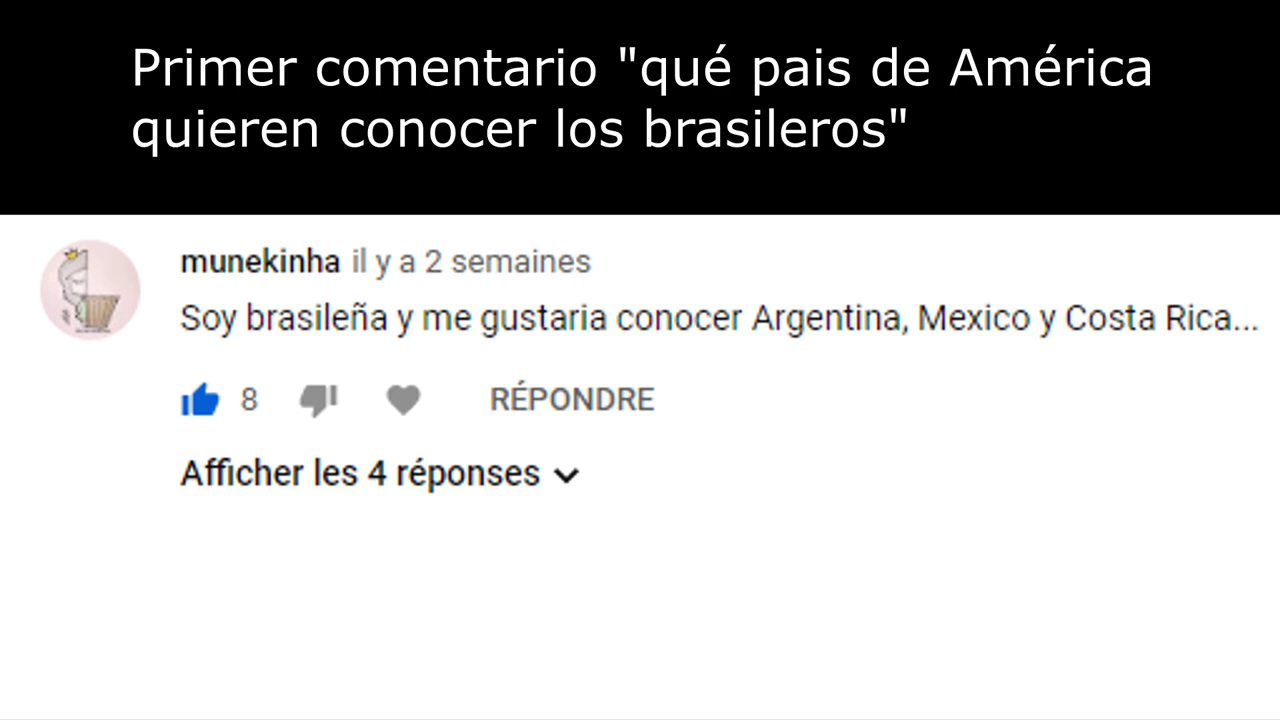 Primer comentario "qué pais de América
quieren conocer los brasileros"
munekinha il y a 2 semaines
Soy brasileña y me gustaria conocer Argentina, Mexico y Costa Rica...
8 RÉPONDRE
Afficher les 4 réponses